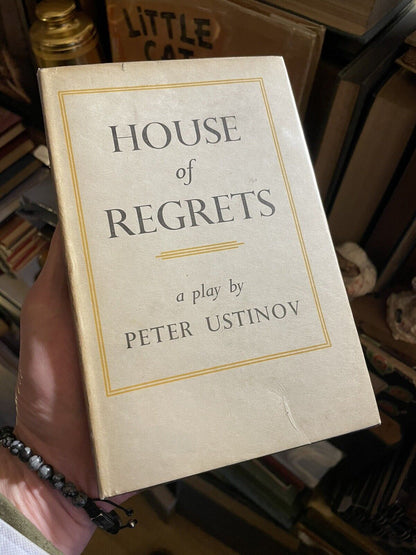 LITTLE
CAT
HOUSE
of
REGRETS
a play by
PETER USTINOV